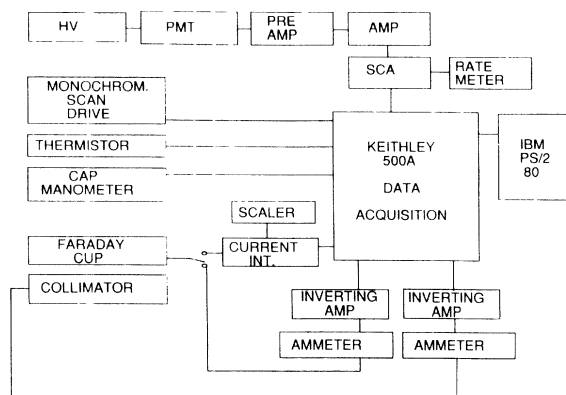 HV
PMT
PRE
AMP
AMP
SCA
RATE
METER
MONOCHROM.
SCAN
DRIVE
THERMISTOR
CAP
MANOMETER
KEITHLEY
500A
DATA
ACQUISITION
IBM
PS/2
80
SCALER
FARADAY
CUP
CURRENT
INT.
COLLIMATOR
INVERTING
AMP
INVERTING
AMP
AMMETER
AMMETER